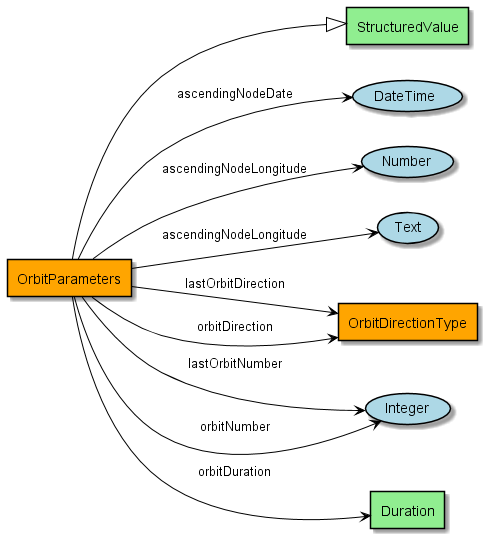 StructuredValue
ascendingNodeDate
DateTime
ascendingNodeLongitude
Number
ascendingNodeLongitude
Text
OrbitParameters
lastOrbitDirection
OrbitDirectionType
orbitDirection
lastOrbitNumber
Integer
orbitNumber
orbitDuration
Duration